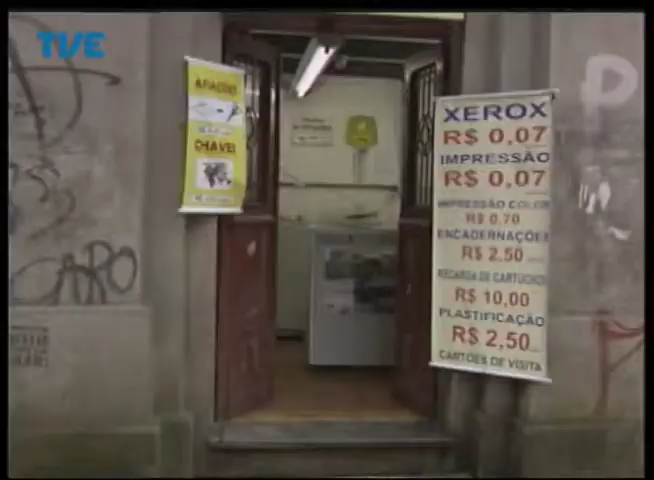 TVE
AFIAÇÕES
CHAVES
XEROX
R$ 0,07
IMPRESSÃO
R$ 0,07
IMPRESSÃO COLOR
R$ 0,70
ENCADERNAÇÕES
R$ 2,50
RECARGA DE CARTUCHOS
R$ 10,00
PLASTIFICAÇÃO
R$ 2,50
CARTÕES DE VISITA